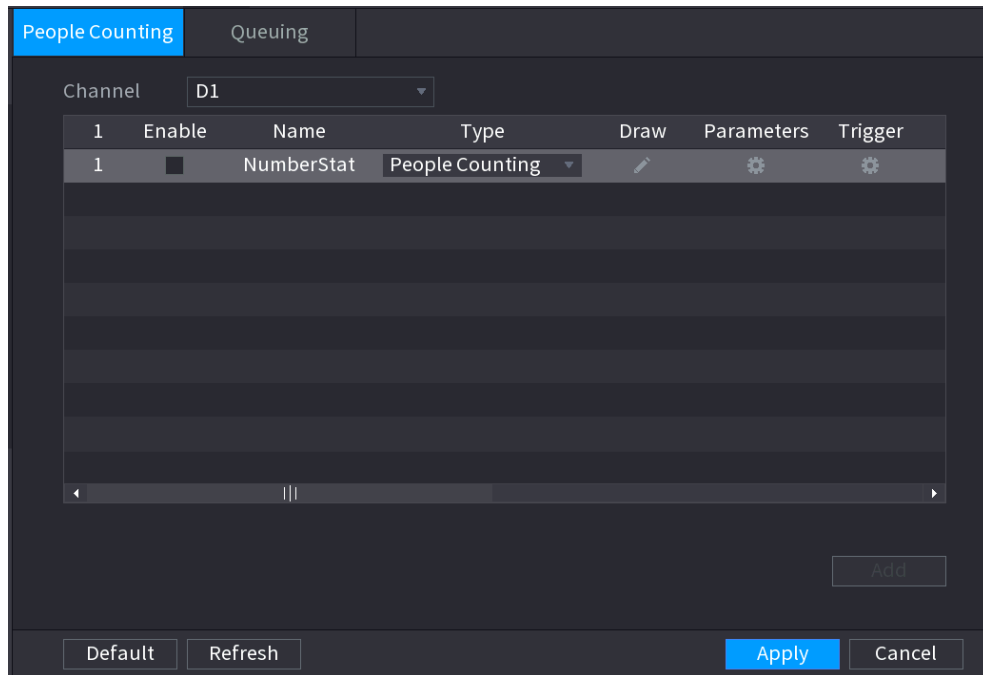 People Counting Queuing
Channel D1
1 Enable Name Type Draw Parameters Trigger
1 NumberStat People Counting
Add
Default Refresh Apply Cancel